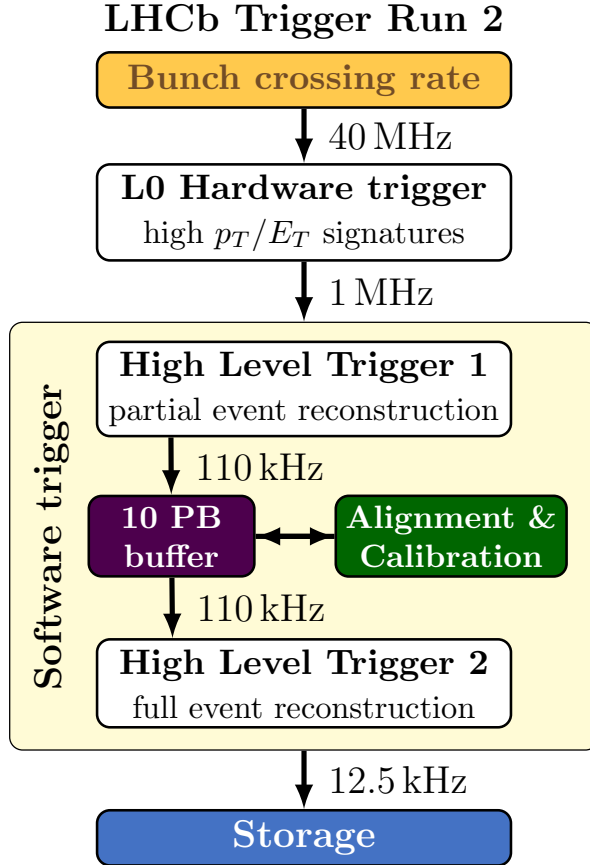 LHCb Trigger Run 2
Bunch crossing rate
40 MHz
L0 Hardware trigger
high p_T/E_T signatures
1 MHz
Software trigger
High Level Trigger 1
partial event reconstruction
110 kHz
10 PB
buffer
Alignment &
Calibration
110 kHz
High Level Trigger 2
full event reconstruction
12.5 kHz
Storage